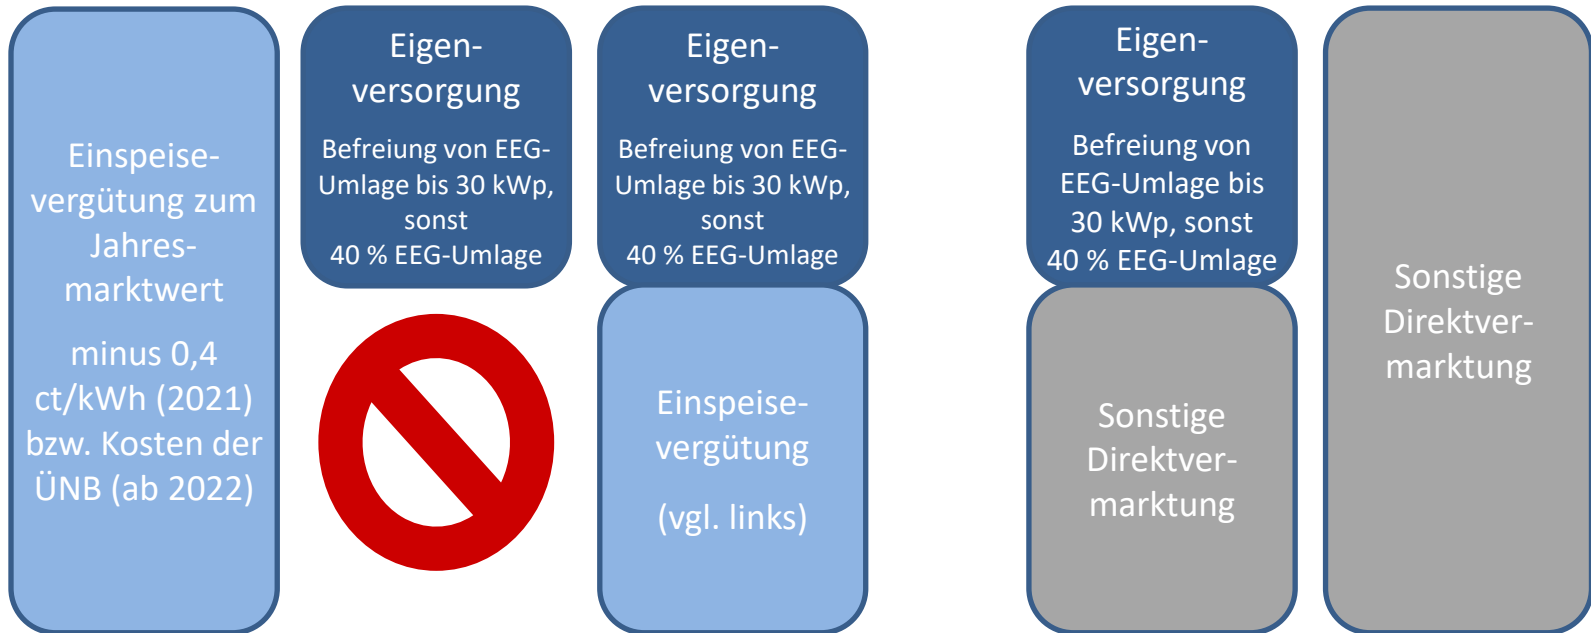 Einspeise-
vergütung zum
Jahres-
marktwert
minus 0,4
ct/kWh (2021)
bzw. Kosten der
ÜNB (ab 2022)
Eigen-
versorgung
Befreiung von EEG-
Umlage bis 30 kWp,
sonst
40 % EEG-Umlage
Eigen-
versorgung
Befreiung von EEG-
Umlage bis 30 kWp,
sonst
40 % EEG-Umlage
Einspeise-
vergütung
(vgl. links)
Eigen-
versorgung
Befreiung von
EEG-Umlage bis
30 kWp, sonst
40 % EEG-Umlage
Sonstige
Direktver-
marktung
Sonstige
Direktver-
marktung